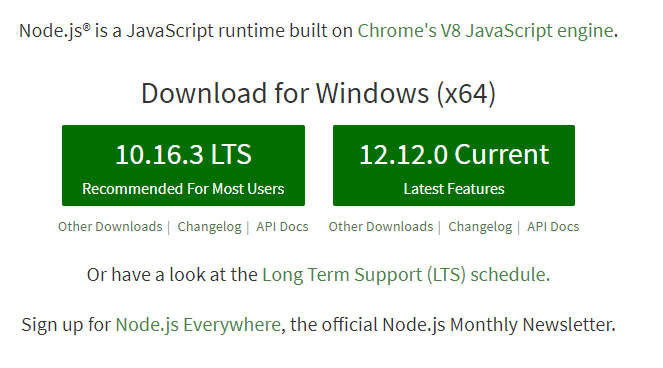 Node.js® is a JavaScript runtime built on Chrome's V8 JavaScript engine.
Download for Windows (x64)
10.16.3 LTS
Recommended For Most Users
12.12.0 Current
Latest Features
Other Downloads | Changelog | API Docs
Other Downloads | Changelog | API Docs
Or have a look at the Long Term Support (LTS) schedule.
Sign up for Node.js Everywhere, the official Node.js Monthly Newsletter.